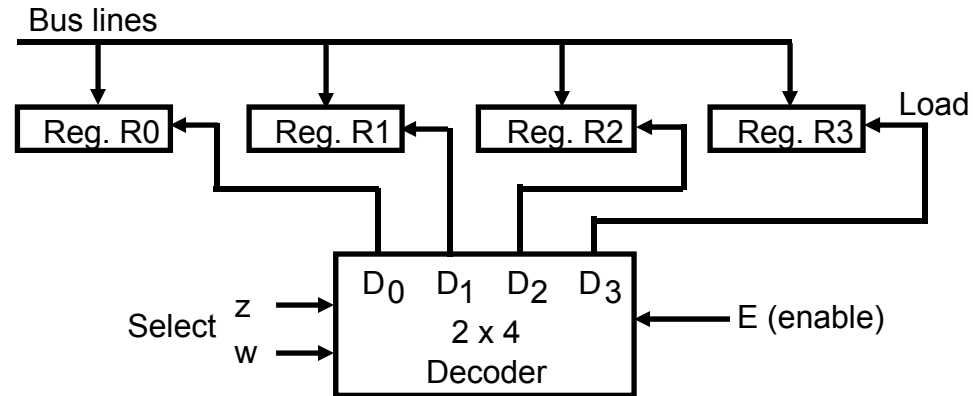 Bus lines
Load
Reg. R0
Reg. R1
Reg. R2
Reg. R3
D0
D1
D2
D3
Select
z
w
2 x 4
Decoder
E (enable)